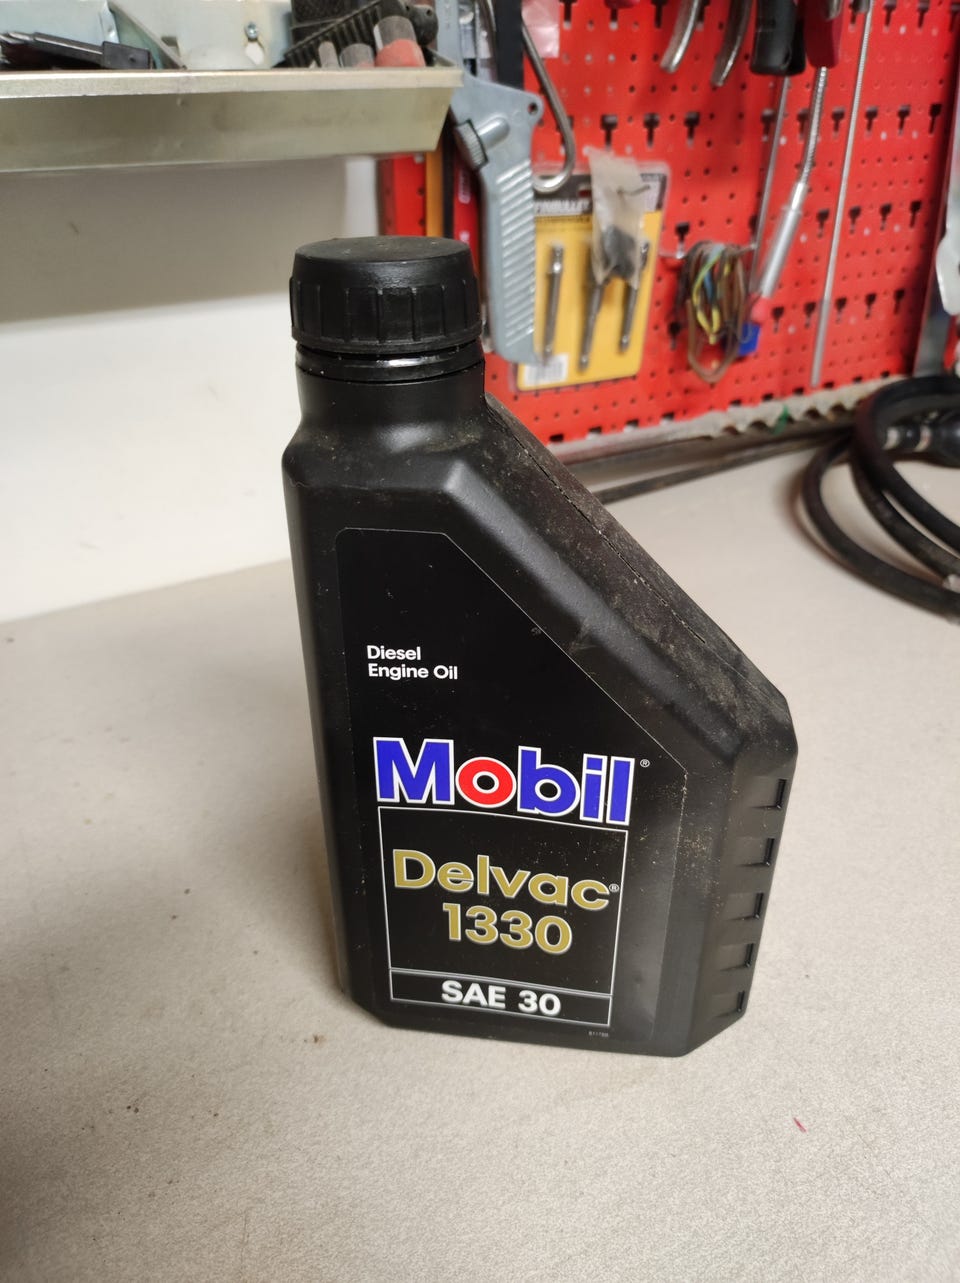 Diesel
Engine Oil
Mobil®
Delvac®
1330
SAE 30